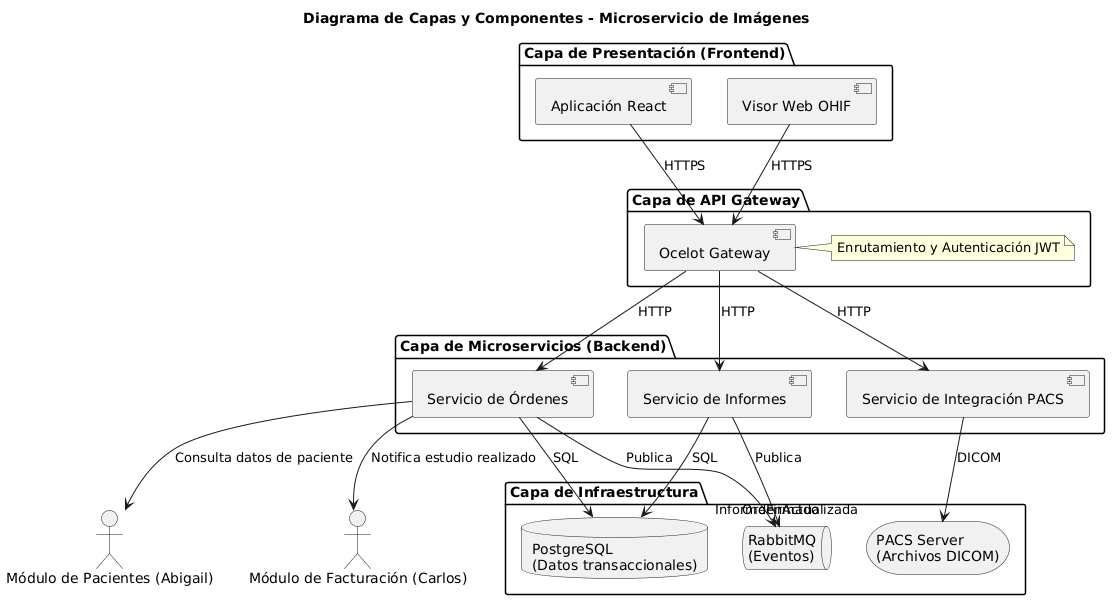 Diagrama de Capas y Componentes - Microservicio de Imágenes
Capa de Presentación (Frontend)
Aplicación React
Visor Web OHIF
HTTPS
HTTPS
Capa de API Gateway
Ocelot Gateway
Enrutamiento y Autenticación JWT
HTTP
HTTP
HTTP
Capa de Microservicios (Backend)
Servicio de Órdenes
Servicio de Informes
Servicio de Integración PACS
Consulta datos de paciente
Notifica estudio realizado
SQL
Publica
SQL
Publica
DICOM
Capa de Infraestructura
PostgreSQL
(Datos transaccionales)
RabbitMQ
(Eventos)
PACS Server
(Archivos DICOM)
Módulo de Pacientes (Abigail)
Módulo de Facturación (Carlos)